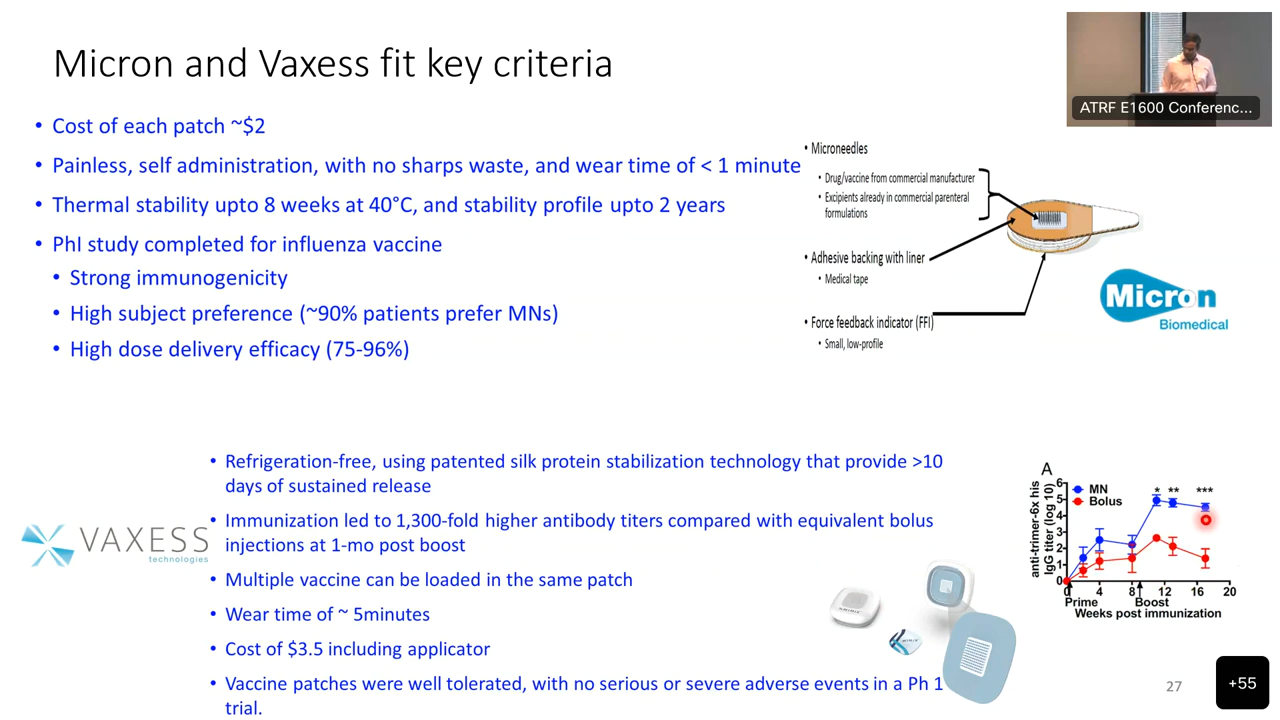 Micron and Vaxess fit key criteria
ATRF E1600 Conferenc...
• Cost of each patch ~$2
• Painless, self administration, with no sharps waste, and wear time of < 1 minute
• Thermal stability upto 8 weeks at 40°C, and stability profile upto 2 years
• PhI study completed for influenza vaccine
• Strong immunogenicity
• High subject preference (~90% patients prefer MNs)
• High dose delivery efficacy (75-96%)
• Microneedles
• Drug/vaccine from commercial manufacturer
• Excipients already in commercial parenteral
formulations
• Adhesive backing with liner
• Medical tape
• Force feedback indicator (FFI)
• Small, low-profile
Micron
Biomedical
VAXESS
technologies
• Refrigeration-free, using patented silk protein stabilization technology that provide >10
days of sustained release
• Immunization led to 1,300-fold higher antibody titers compared with equivalent bolus
injections at 1-mo post boost
• Multiple vaccine can be loaded in the same patch
• Wear time of ~ 5minutes
• Cost of $3.5 including applicator
• Vaccine patches were well tolerated, with no serious or severe adverse events in a Ph 1
trial.
A
anti-trimer-6x his
IgG titer (log 10)
6
5
4
3
2
1
0
MN
Bolus
* ** ***
0 4 8 12 16 20
Prime Boost
Weeks post immunization
27
+55